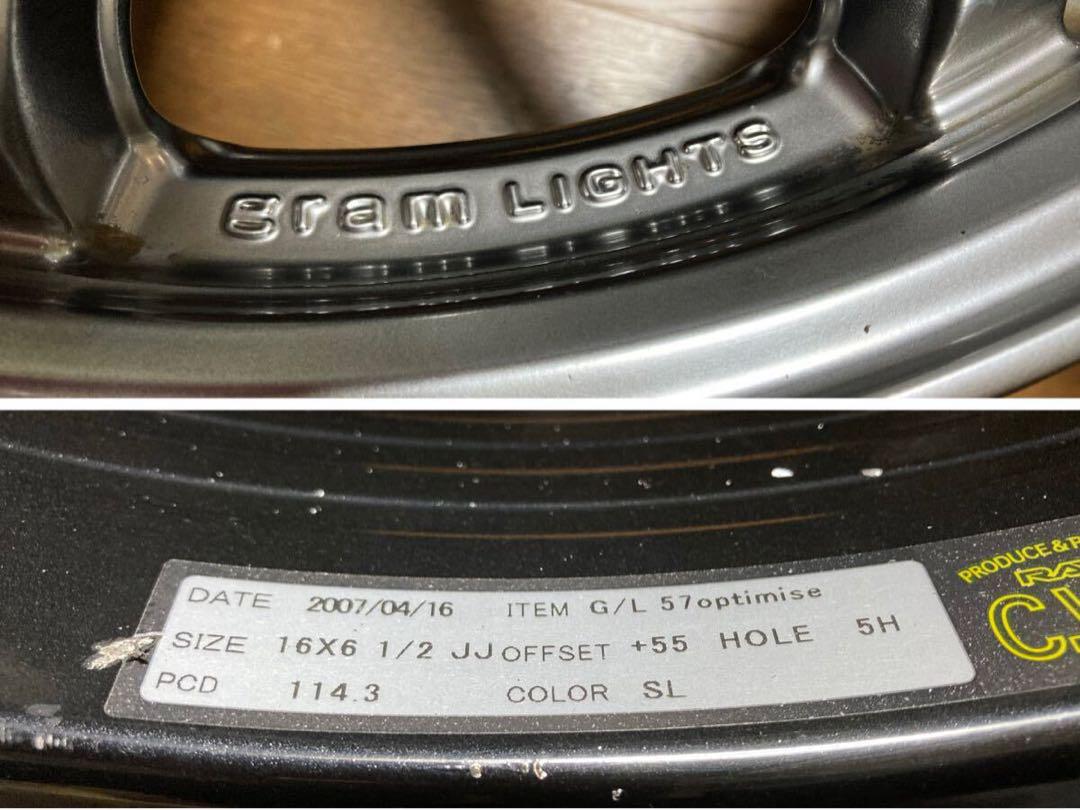 gram LIGHTS
DATE 2007/04/16 ITEM G/L 57optimise
SIZE 16X6 1/2 JJ OFFSET +55 HOLE 5H
PCD 114.3 COLOR SL
PRODUCE &